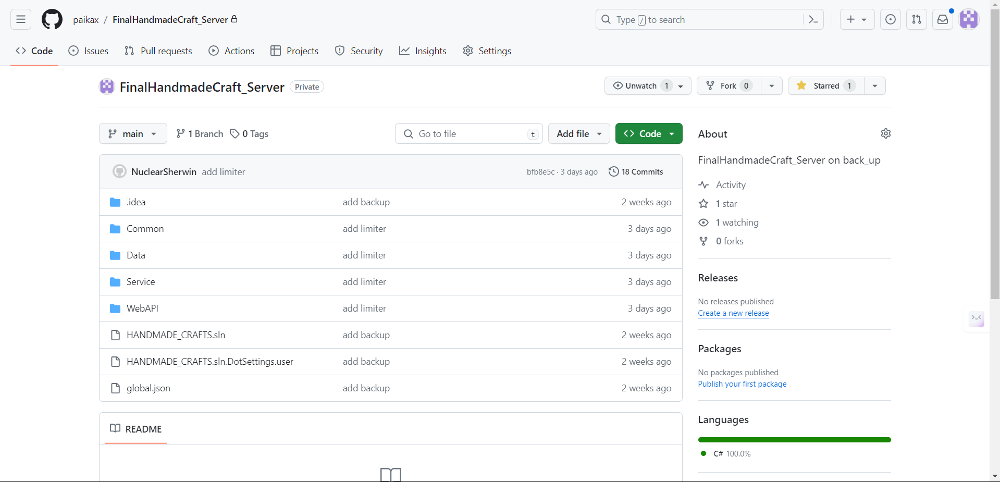 paikax / FinalHandmadeCraft_Server
Type / to search
Code
Issues
Pull requests
Actions
Projects
Security
Insights
Settings
FinalHandmadeCraft_Server Private
Unwatch 1
Fork 0
Starred 1
main
1 Branch
0 Tags
Go to file t
Add file
Code
NuclearSherwin add limiter bfb8e5c · 3 days ago 18 Commits
.idea add backup 2 weeks ago
Common add limiter 3 days ago
Data add limiter 3 days ago
Service add limiter 3 days ago
WebAPI add limiter 3 days ago
HANDMADE_CRAFTS.sln add backup 2 weeks ago
HANDMADE_CRAFTS.sln.DotSettings.user add backup 2 weeks ago
global.json add backup 2 weeks ago
README
About
FinalHandmadeCraft_Server on back_up
Activity
1 star
1 watching
0 forks
Releases
No releases published
Create a new release
Packages
No packages published
Publish your first package
Languages
C# 100.0%